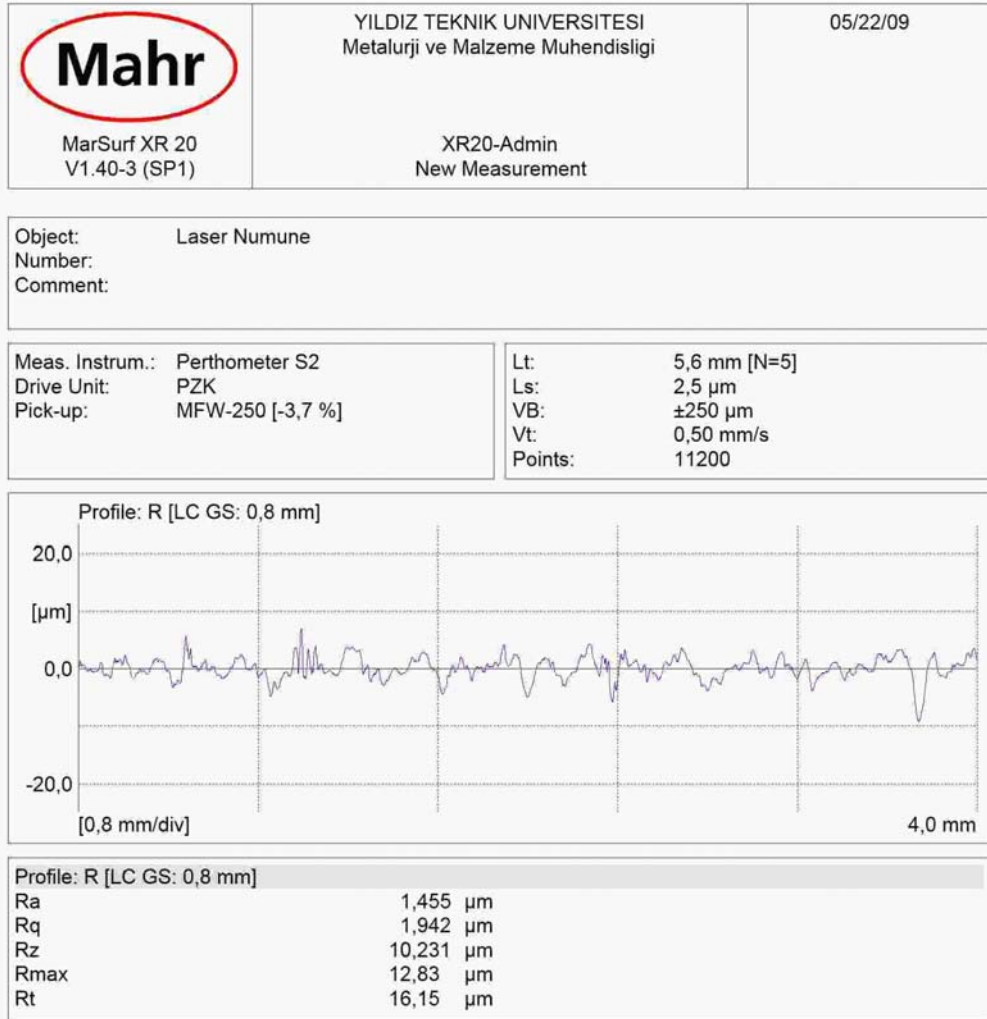 Mahr
MarSurf XR 20
V1.40-3 (SP1)
YILDIZ TEKNIK UNIVERSITESI
Metalurji ve Malzeme Muhendisligi
XR20-Admin
New Measurement
05/22/09
Object: Laser Numune
Number:
Comment:
Meas. Instrum.: Perthometer S2
Drive Unit: PZK
Pick-up: MFW-250 [-3,7 %]
Lt: 5,6 mm [N=5]
Ls: 2,5 µm
VB: ±250 µm
Vt: 0,50 mm/s
Points: 11200
Profile: R [LC GS: 0,8 mm]
20,0
[µm]
0,0
-20,0
[0,8 mm/div] 4,0 mm
Profile: R [LC GS: 0,8 mm]
Ra 1,455 µm
Rq 1,942 µm
Rz 10,231 µm
Rmax 12,83 µm
Rt 16,15 µm